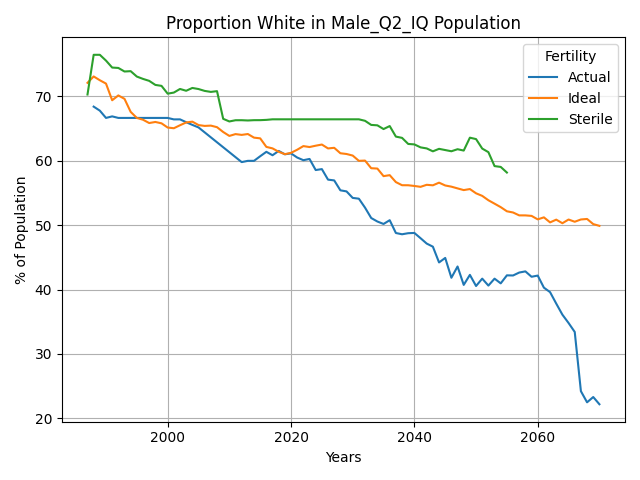 Proportion White in Male_Q2_IQ Population
Fertility
Actual
Ideal
Sterile
% of Population
70
60
50
40
30
20
2000
2020
2040
2060
Years